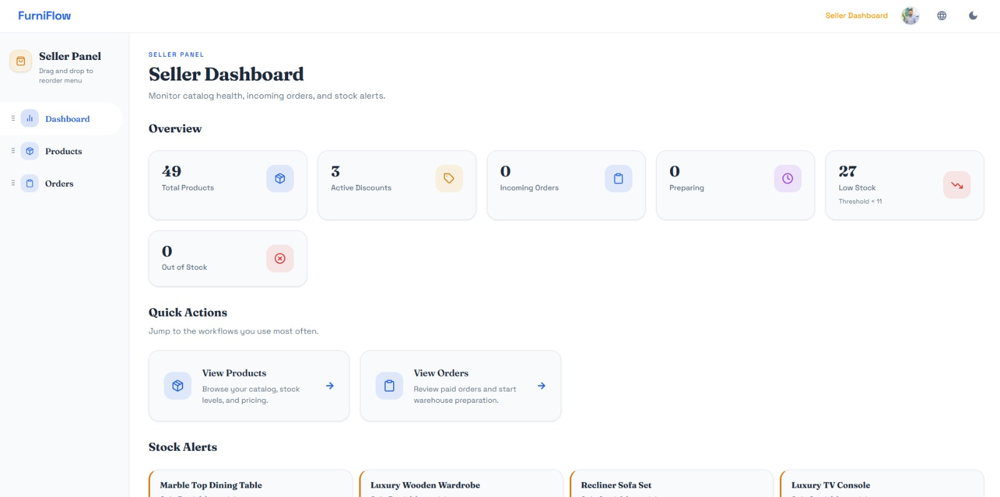 FurniFlow
Seller Dashboard
Seller Panel
Drag and drop to
reorder menu
Dashboard
Products
Orders
SELLER PANEL
Seller Dashboard
Monitor catalog health, incoming orders, and stock alerts.
Overview
49
Total Products
3
Active Discounts
0
Incoming Orders
0
Preparing
27
Low Stock
Threshold < 11
0
Out of Stock
Quick Actions
Jump to the workflows you use most often.
View Products
Browse your catalog, stock
levels, and pricing.
View Orders
Review paid orders and start
warehouse preparation.
Stock Alerts
Marble Top Dining Table
Luxury Wooden Wardrobe
Recliner Sofa Set
Luxury TV Console